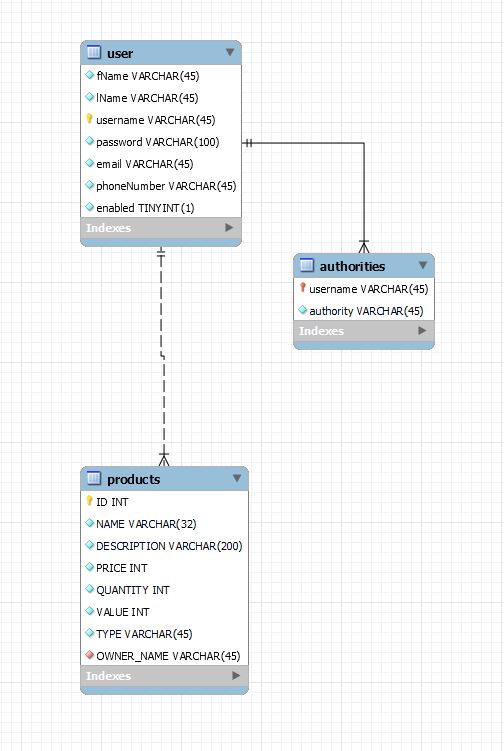 user
fName VARCHAR(45)
lName VARCHAR(45)
username VARCHAR(45)
password VARCHAR(100)
email VARCHAR(45)
phoneNumber VARCHAR(45)
enabled TINYINT(1)
Indexes
authorities
username VARCHAR(45)
authority VARCHAR(45)
Indexes
products
ID INT
NAME VARCHAR(32)
DESCRIPTION VARCHAR(200)
PRICE INT
QUANTITY INT
VALUE INT
TYPE VARCHAR(45)
OWNER_NAME VARCHAR(45)
Indexes